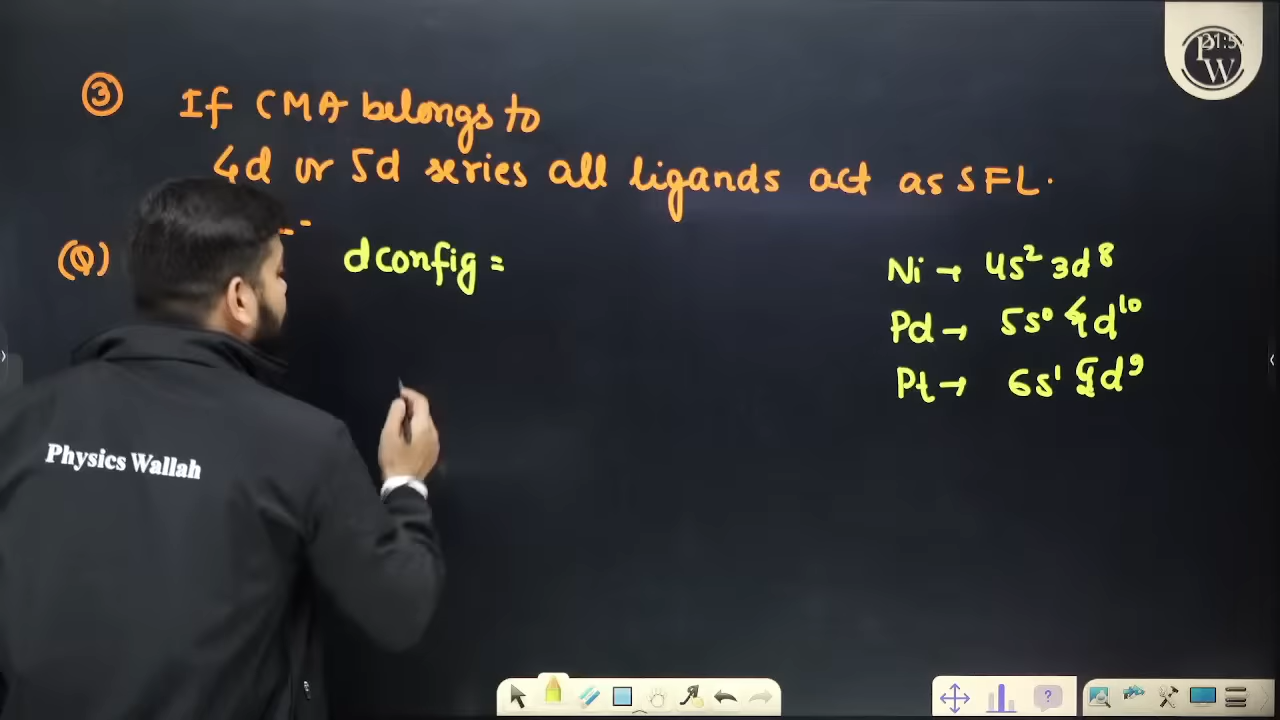 ③ If CMA belongs to
4d or 5d series all ligands act as SFL.
(Q) d config =
Ni → 4s² 3d⁸
Pd → 5s⁰ 4d¹⁰
Pt → 6s¹ 5d⁹
Physics Wallah
PW